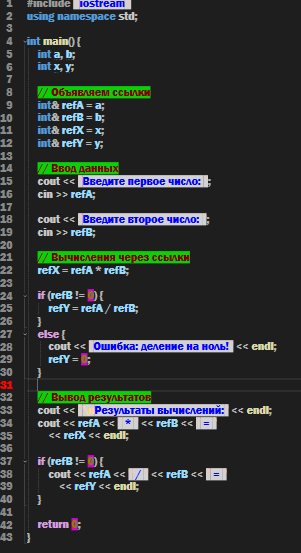 1 #include iostream
2 using namespace std;
3
4 int main() {
5 int a, b;
6 int x, y;
7
8 // Объявляем ссылки
9 int& refA = a;
10 int& refB = b;
11 int& refX = x;
12 int& refY = y;
13
14 // Ввод данных
15 cout << Введите первое число: ;
16 cin >> refA;
17
18 cout << Введите второе число: ;
19 cin >> refB;
20
21 // Вычисления через ссылки
22 refX = refA * refB;
23
24 if (refB != 0) {
25 refY = refA / refB;
26 }
27 else {
28 cout << Ошибка: деление на ноль! << endl;
29 refY = 0;
30 }
31
32 // Вывод результатов
33 cout << Результаты вычислений: << endl;
34 cout << refA << * << refB << =
35 << refX << endl;
36
37 if (refB != 0) {
38 cout << refA << / << refB << =
39 << refY << endl;
40 }
41
42 return 0;
43 }